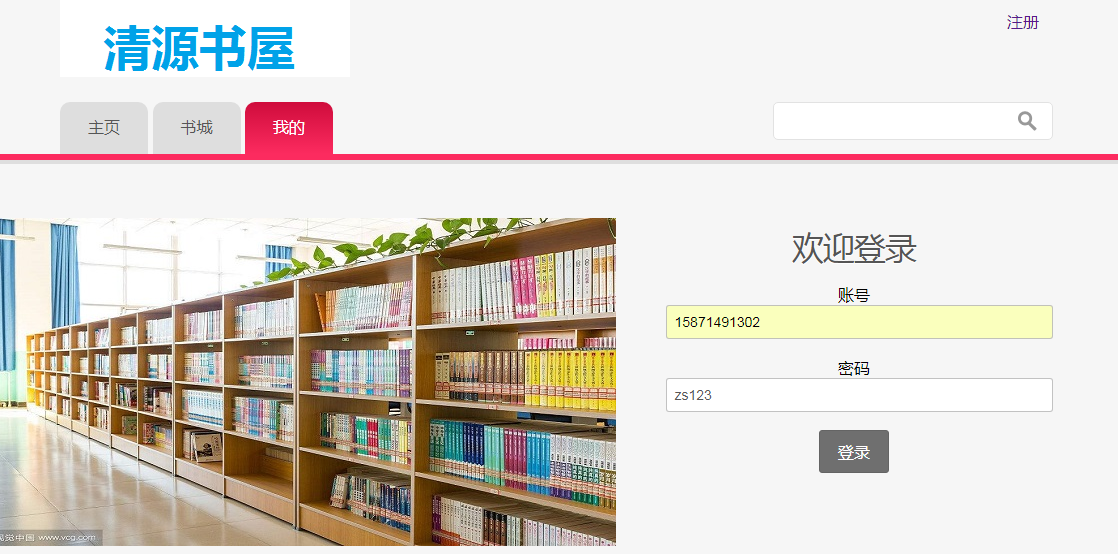 清源书屋
注册
主页
书城
我的
欢迎登录
账号
15871491302
密码
zs123
登录
视觉中国 www.vcg.com